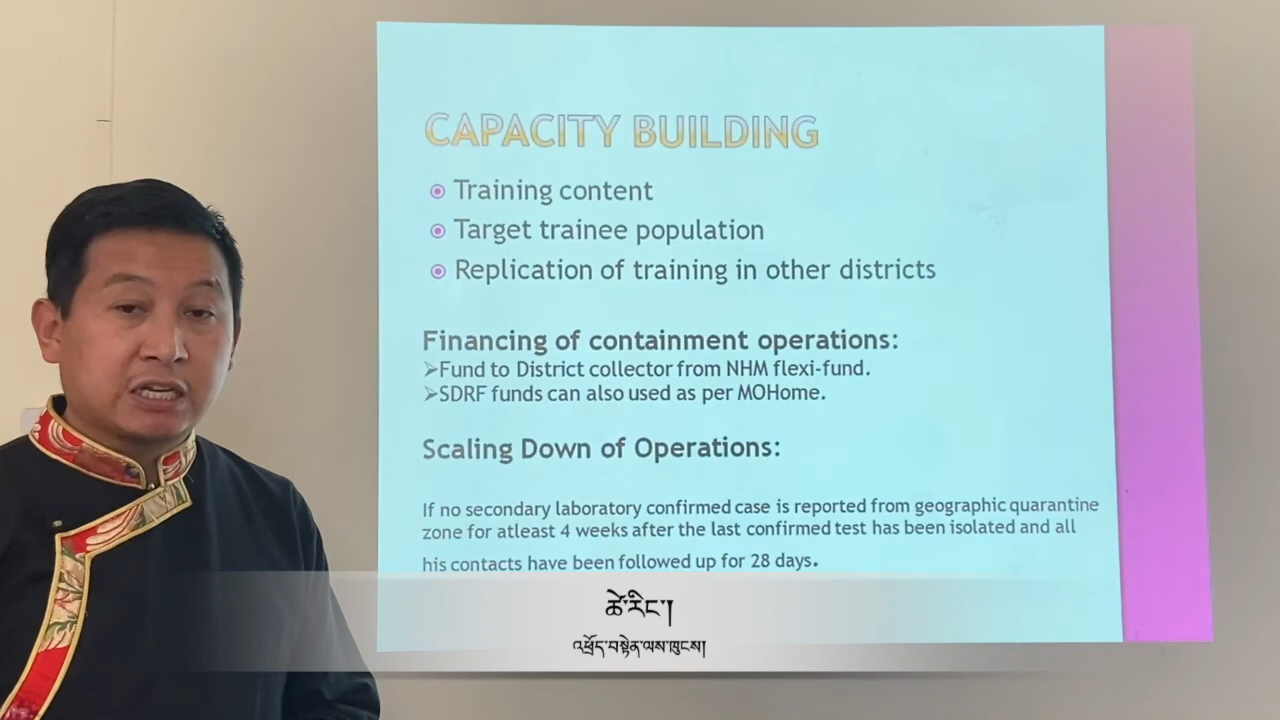 CAPACITY BUILDING
Training content
Target trainee population
Replication of training in other districts
Financing of containment operations:
➢Fund to District collector from NHM flexi-fund.
➢SDRF funds can also used as per MOHome.
Scaling Down of Operations:
If no secondary laboratory confirmed case is reported from geographic quarantine
zone for atleast 4 weeks after the last confirmed test has been isolated and all
his contacts have been followed up for 28 days.
ཚེ་རིང་།
འཕྲོད་བསྟེན་ལས་ཁུངས།